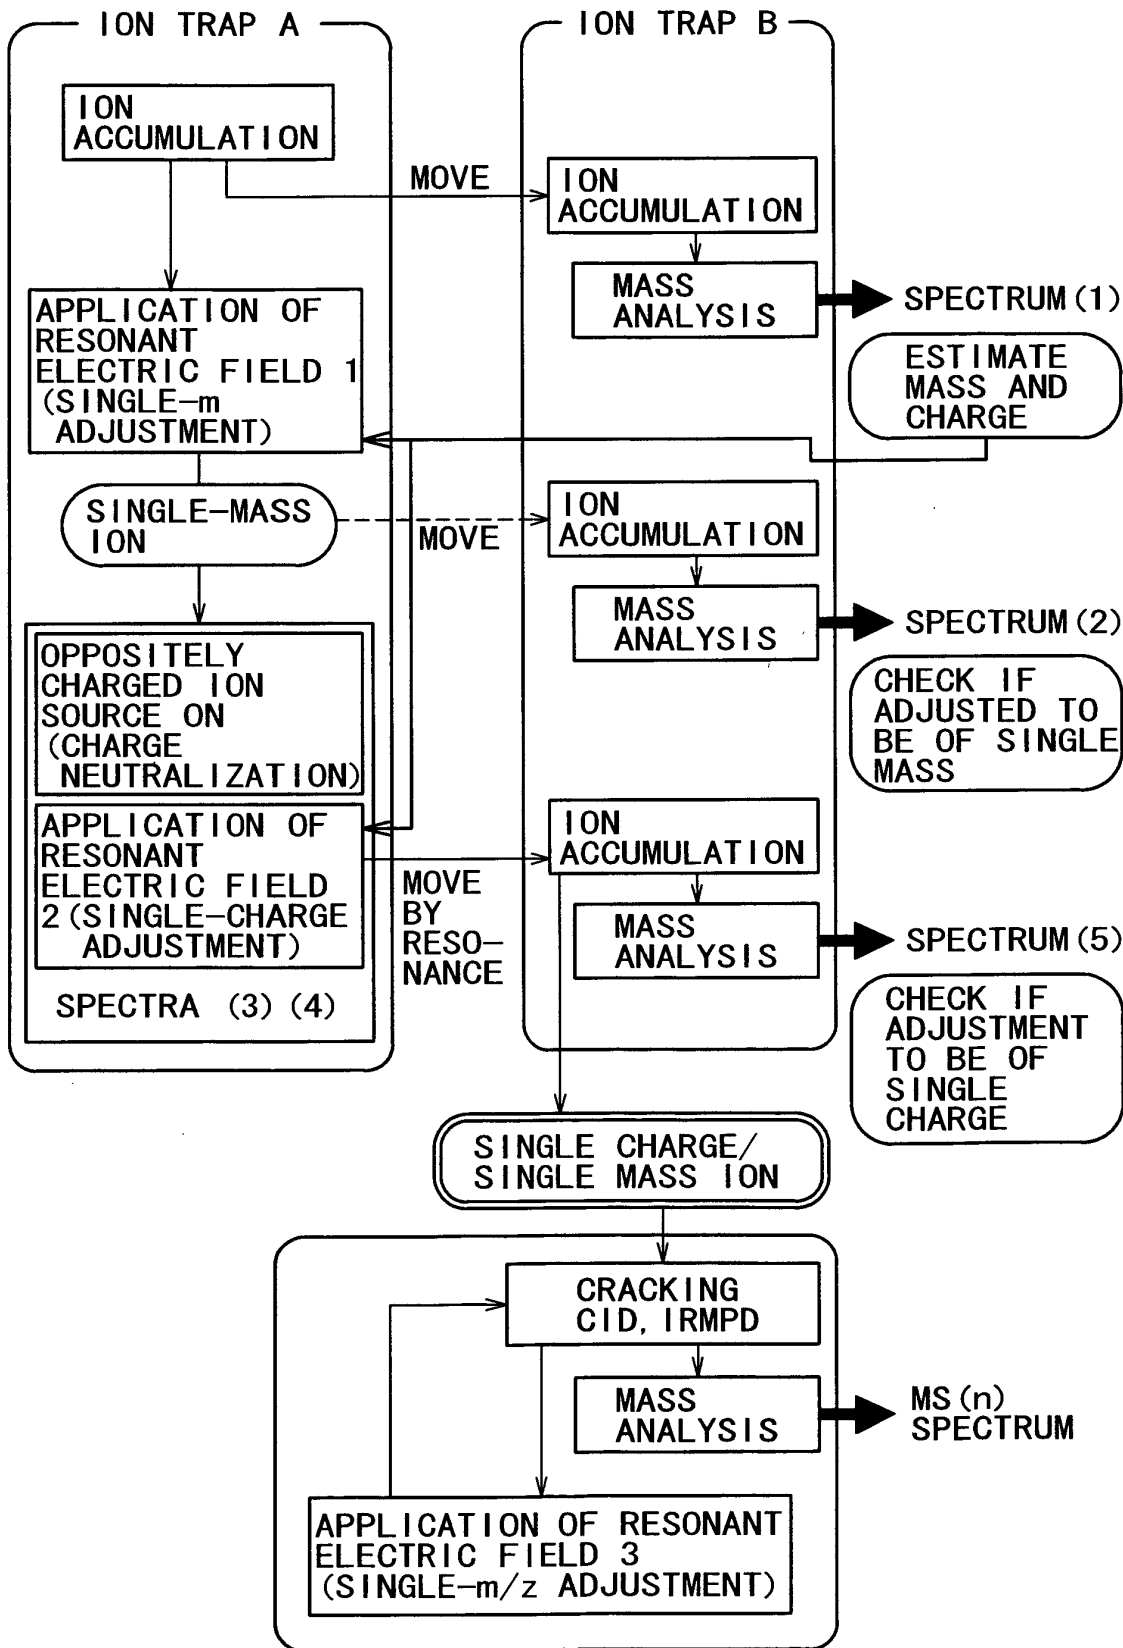 ION TRAP A
ION TRAP B
ION
ACCUMULATION
MOVE
ION
ACCUMULATION
MASS
ANALYSIS
SPECTRUM(1)
APPLICATION OF
RESONANT
ELECTRIC FIELD 1
(SINGLE-m
ADJUSTMENT)
ESTIMATE
MASS AND
CHARGE
SINGLE-MASS
ION
MOVE
ION
ACCUMULATION
MASS
ANALYSIS
SPECTRUM(2)
CHECK IF
ADJUSTED TO
BE OF SINGLE
MASS
OPPOSITELY
CHARGED ION
SOURCE ON
(CHARGE
NEUTRALIZATION)
APPLICATION OF
RESONANT
ELECTRIC FIELD
2(SINGLE-CHARGE
ADJUSTMENT)
SPECTRA (3)(4)
MOVE
BY
RESO-
NANCE
ION
ACCUMULATION
MASS
ANALYSIS
SPECTRUM(5)
CHECK IF
ADJUSTMENT
TO BE OF
SINGLE
CHARGE
SINGLE CHARGE/
SINGLE MASS ION
CRACKING
CID, IRMPD
MASS
ANALYSIS
MS(n)
SPECTRUM
APPLICATION OF RESONANT
ELECTRIC FIELD 3
(SINGLE-m/z ADJUSTMENT)